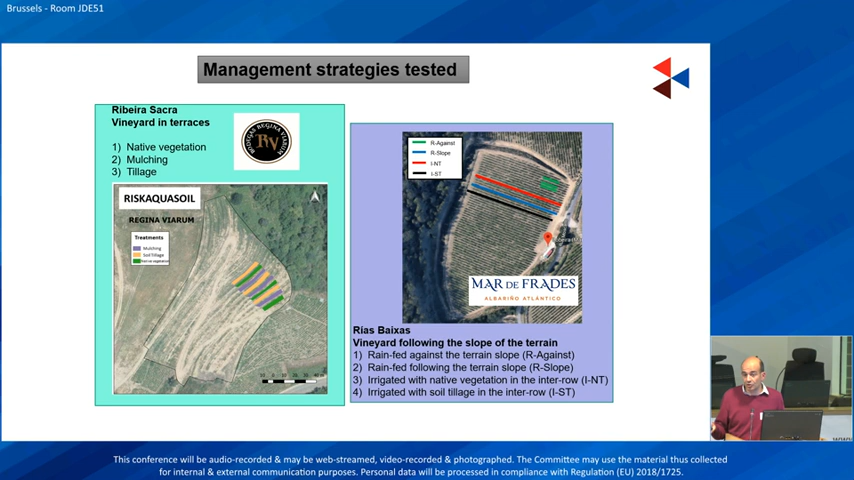 Brussels - Room JDE51
Management strategies tested
Ribeira Sacra
Vineyard in terraces
1) Native vegetation
2) Mulching
3) Tillage
BODEGAS REGINA VIARUM
RV
RISKAQUASOIL
REGINA VIARUM
Treatments
Mulching
Soil Tillage
Native vegetation
R-Against
R-Slope
I-NT
I-ST
MAR DE FRADES
ALBARIÑO ATLÁNTICO
Rías Baixas
Vineyard following the slope of the terrain
1) Rain-fed against the terrain slope (R-Against)
2) Rain-fed following the terrain slope (R-Slope)
3) Irrigated with native vegetation in the inter-row (I-NT)
4) Irrigated with soil tillage in the inter-row (I-ST)
This conference will be audio-recorded & may be web-streamed, video-recorded & photographed. The Committee may use the material thus collected
for internal & external communication purposes. Personal data will be processed in compliance with Regulation (EU) 2018/1725.